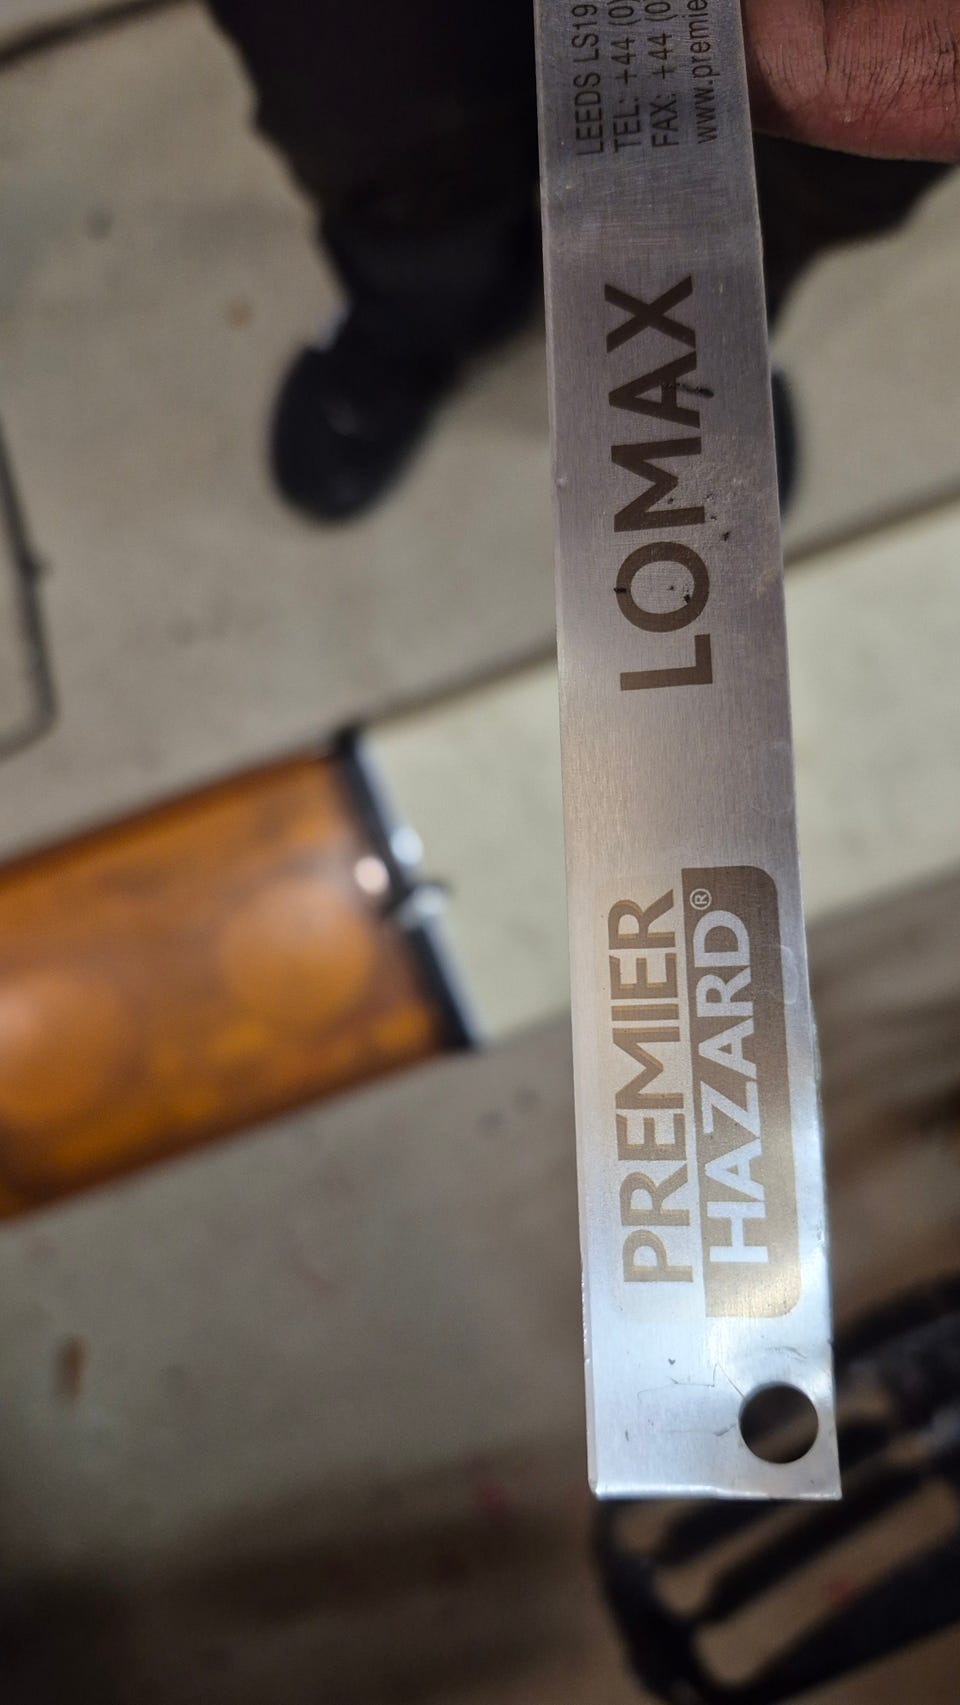 PREMIER
HAZARD®
LOMAX
LEEDS LS19
TEL: +44 (0)
FAX: +44 (0)
www.premie